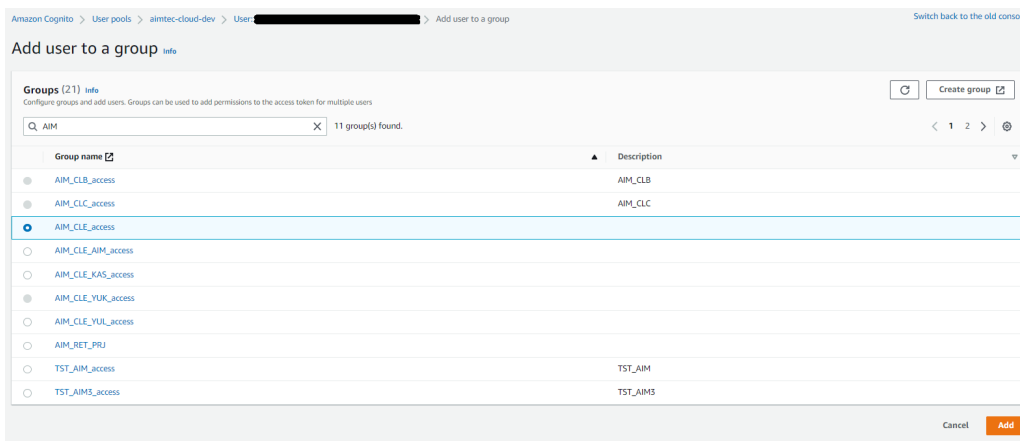 Amazon Cognito > User pools > aimtec-cloud-dev > User: > Add user to a group
Switch back to the old conso
Add user to a group Info
Groups (21) Info
Configure groups and add users. Groups can be used to add permissions to the access token for multiple users
Create group
AIM
11 group(s) found.
1 2
Group name Description
AIM_CLB_access AIM_CLB
AIM_CLC_access AIM_CLC
AIM_CLE_access
AIM_CLE_AIM_access
AIM_CLE_KAS_access
AIM_CLE_YUK_access
AIM_CLE_YUL_access
AIM_RET_PRJ
TST_AIM_access TST_AIM
TST_AIM3_access TST_AIM3
Cancel Add